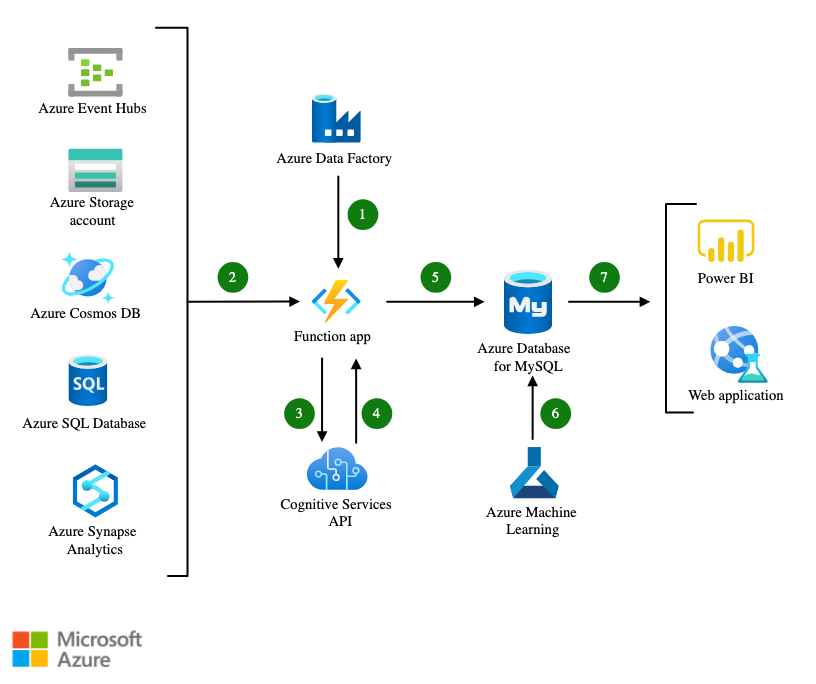 Azure Event Hubs
Azure Storage
account
Azure Cosmos DB
Azure SQL Database
SQL
Azure Synapse
Analytics
2
Azure Data Factory
1
Function app
3
4
Cognitive Services
API
5
My
Azure Database
for MySQL
6
Azure Machine
Learning
7
Power BI
Web application
Microsoft
Azure